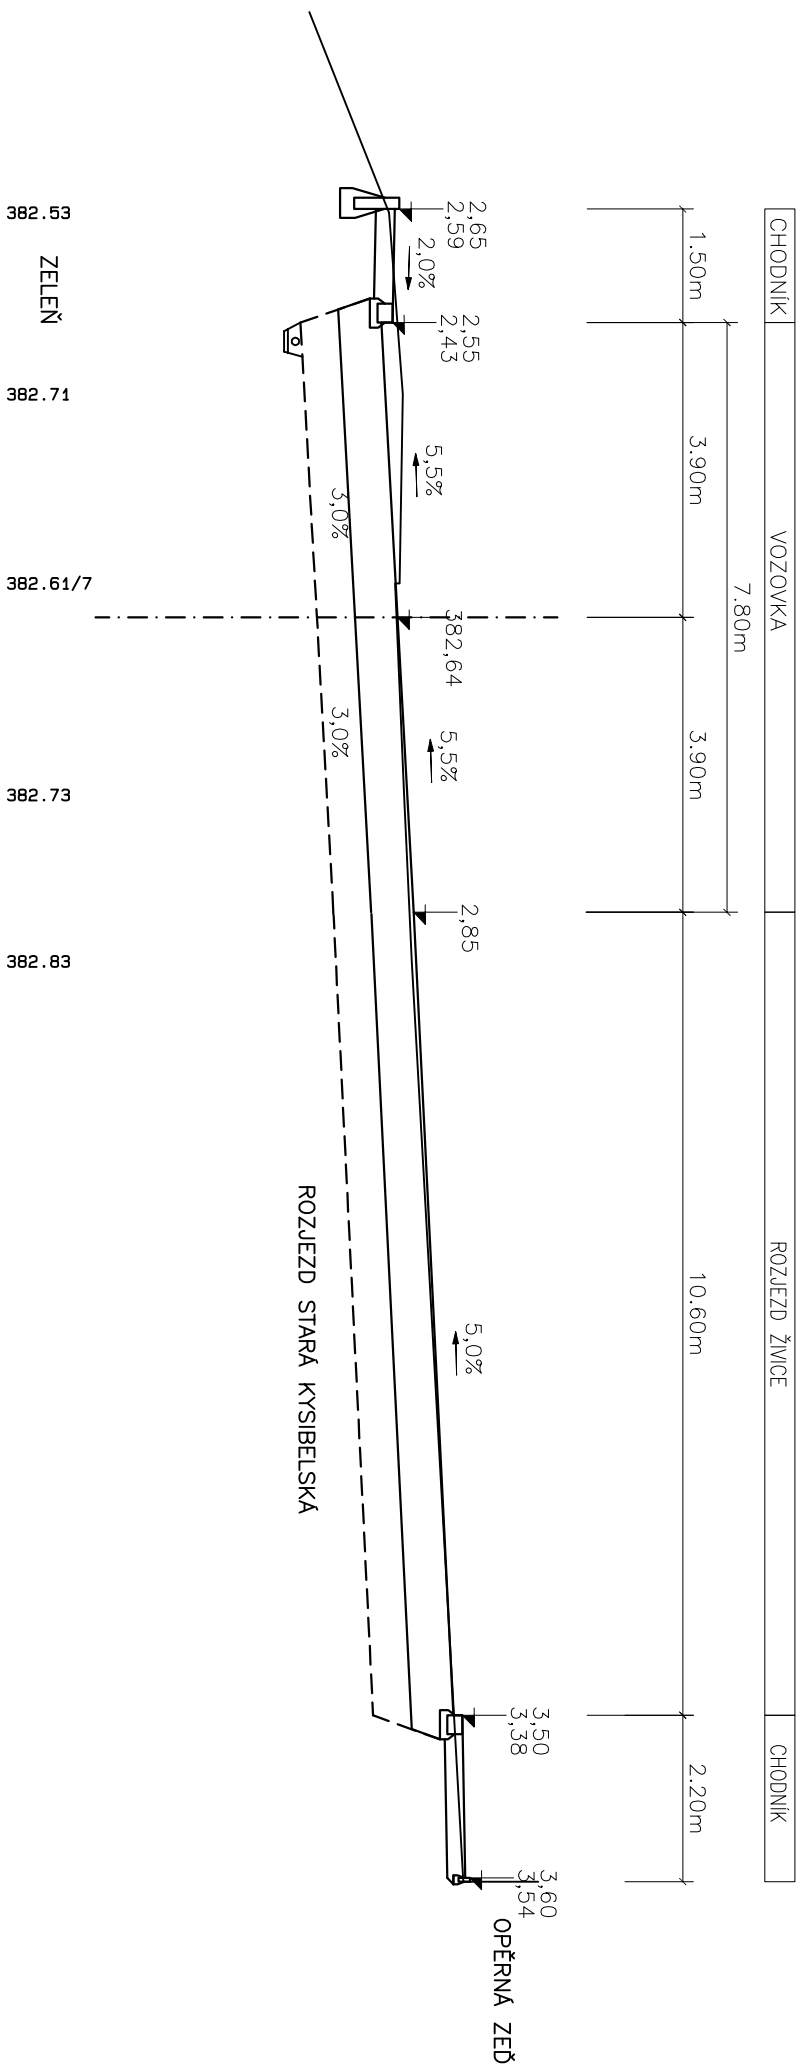 CHODNÍK
VOZOVKA
ROZJEZD ŽIVICE
CHODNÍK
7.80m
1.50m
3.90m
3.90m
10.60m
2.20m
2,65
2,59
2,0%
2,55
2,43
5,5%
382,64
5,5%
2,85
5,0%
3,50
3,38
3,60
3,54
OPĚRNÁ ZEĎ
3,0%
3,0%
ROZJEZD STARÁ KYSIBELSKÁ
ZELEŇ
382.53
382.71
382.61/7
382.73
382.83